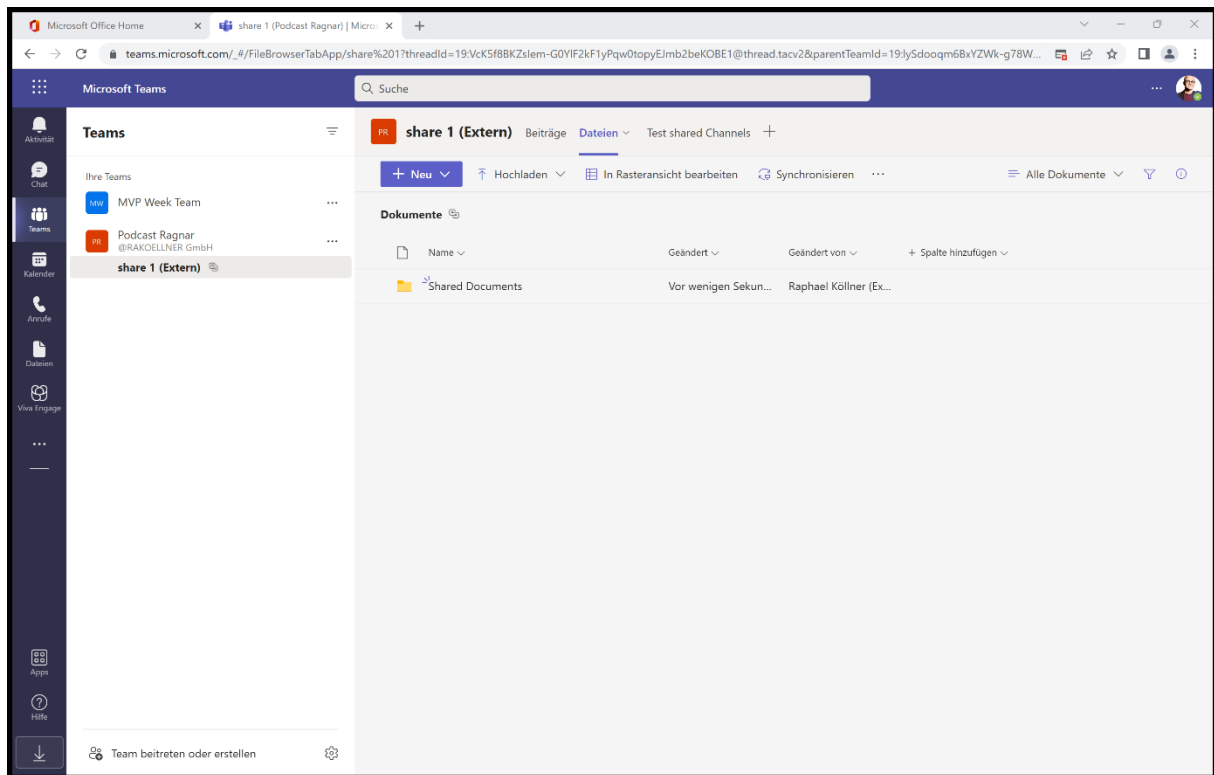 Microsoft Office Home
share 1 (Podcast Ragnar) | Micros
teams.microsoft.com/_#/FileBrowserTabApp/share%201?threadId=19:VcK5f8BKZslem-G0YIF2kF1yPqw0topyEJmb2beKOBE1@thread.tacv2&parentTeamId=19:lySdooqm6BxYZWk-g78W...
Microsoft Teams
Suche
Aktivität
Chat
Teams
Kalender
Anrufe
Dateien
Viva Engage
Apps
Hilfe
Teams
Ihre Teams
MW MVP Week Team
PR Podcast Ragnar
@RAKOELLNER GmbH
share 1 (Extern)
Team beitreten oder erstellen
PR share 1 (Extern) Beiträge Dateien Test shared Channels
Neu Hochladen In Rasteransicht bearbeiten Synchronisieren ... Alle Dokumente
Dokumente
Name Geändert Geändert von + Spalte hinzufügen
Shared Documents Vor wenigen Sekun... Raphael Köllner (Ex...